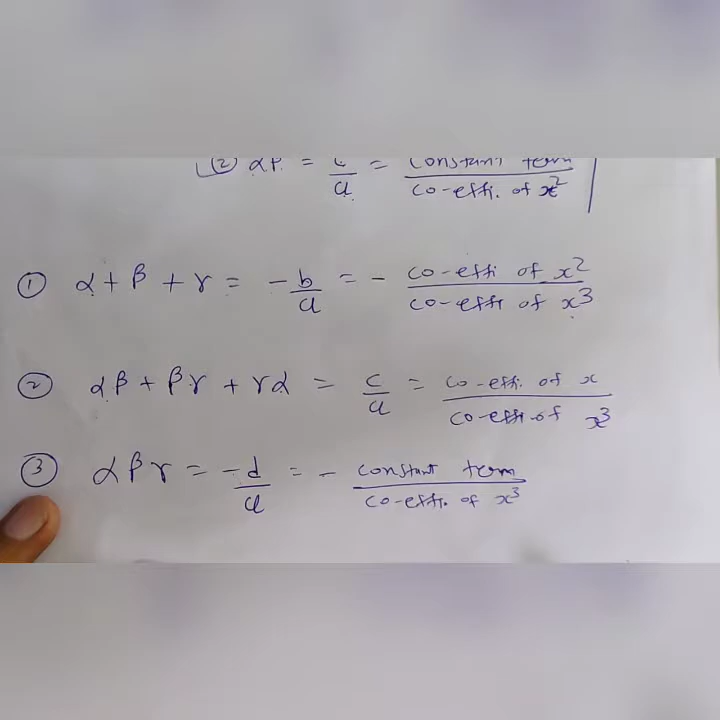 ② αβ = c/a = constant term / co-effi. of x²
① α + β + γ = - b/a = - co-effi of x² / co-effi of x³
② αβ + βγ + γα = c/a = co-effi. of x / co-effi. of x³
③ αβγ = - d/a = - constant term / co-effi. of x³